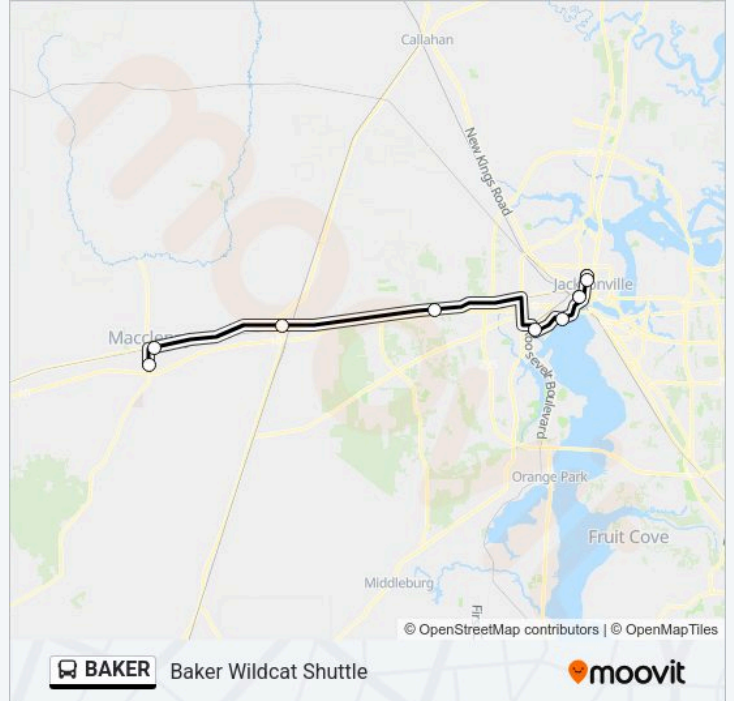 Callahan
New Kings Road
Jacksonville
Macclenny
Roosevelt Boulevard
Orange Park
Fruit Cove
Middleburg
© OpenStreetMap contributors | © OpenMapTiles
BAKER Baker Wildcat Shuttle
moovit